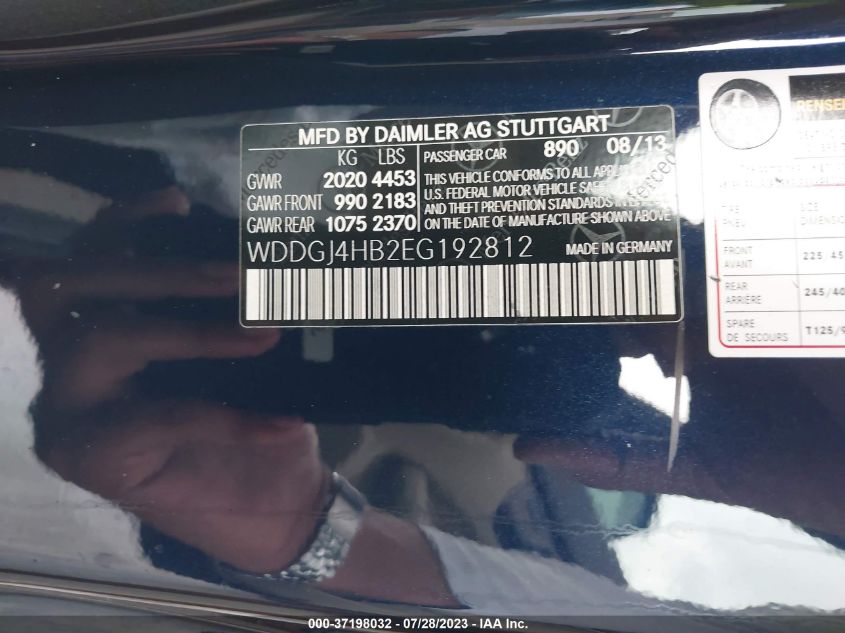 MFD BY DAIMLER AG STUTTGART
KG LBS
GVWR 2020 4453
GAWR FRONT 990 2183
GAWR REAR 1075 2370
PASSENGER CAR 890 08/13
THIS VEHICLE CONFORMS TO ALL
U.S. FEDERAL MOTOR VEHICLE
AND THEFT PREVENTION STANDARDS IN
ON THE DATE OF MANUFACTURE SHOWN ABOVE
WDDGJ4HB2EG192812 MADE IN GERMANY
FRONT
AVANT
225 45
REAR
ARRIÈRE
245/40
SPARE
DE SECOURS
T125/9
000-37198032 - 07/28/2023 - IAA Inc.